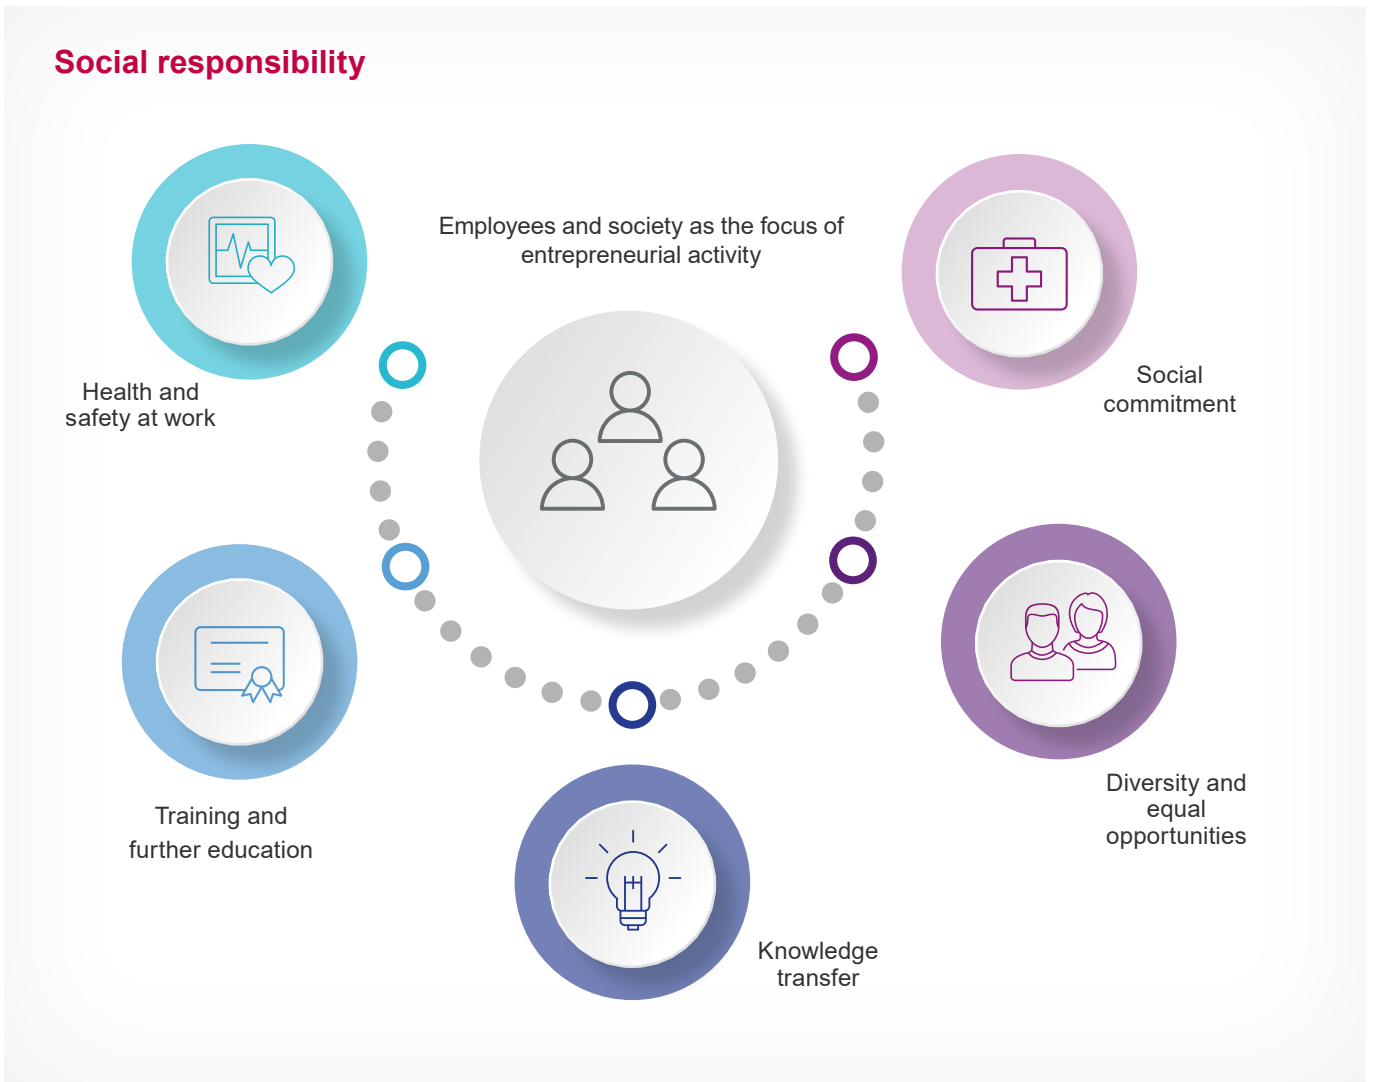 Social responsibility
Employees and society as the focus of
entrepreneurial activity
Health and
safety at work
Social
commitment
Training and
further education
Diversity and
equal
opportunities
Knowledge
transfer